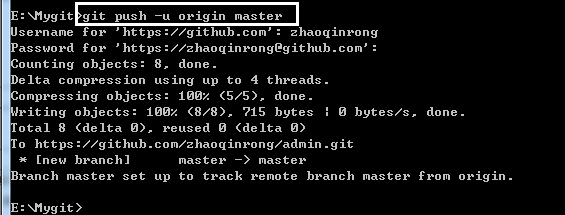 E:\Mygit>git push -u origin master
Username for 'https://github.com': zhaoqinrong
Password for 'https://zhaoqinrong@github.com':
Counting objects: 8, done.
Delta compression using up to 4 threads.
Compressing objects: 100% (5/5), done.
Writing objects: 100% (8/8), 715 bytes | 0 bytes/s, done.
Total 8 (delta 0), reused 0 (delta 0)
To https://github.com/zhaoqinrong/admin.git
 * [new branch]      master -> master
Branch master set up to track remote branch master from origin.
E:\Mygit>